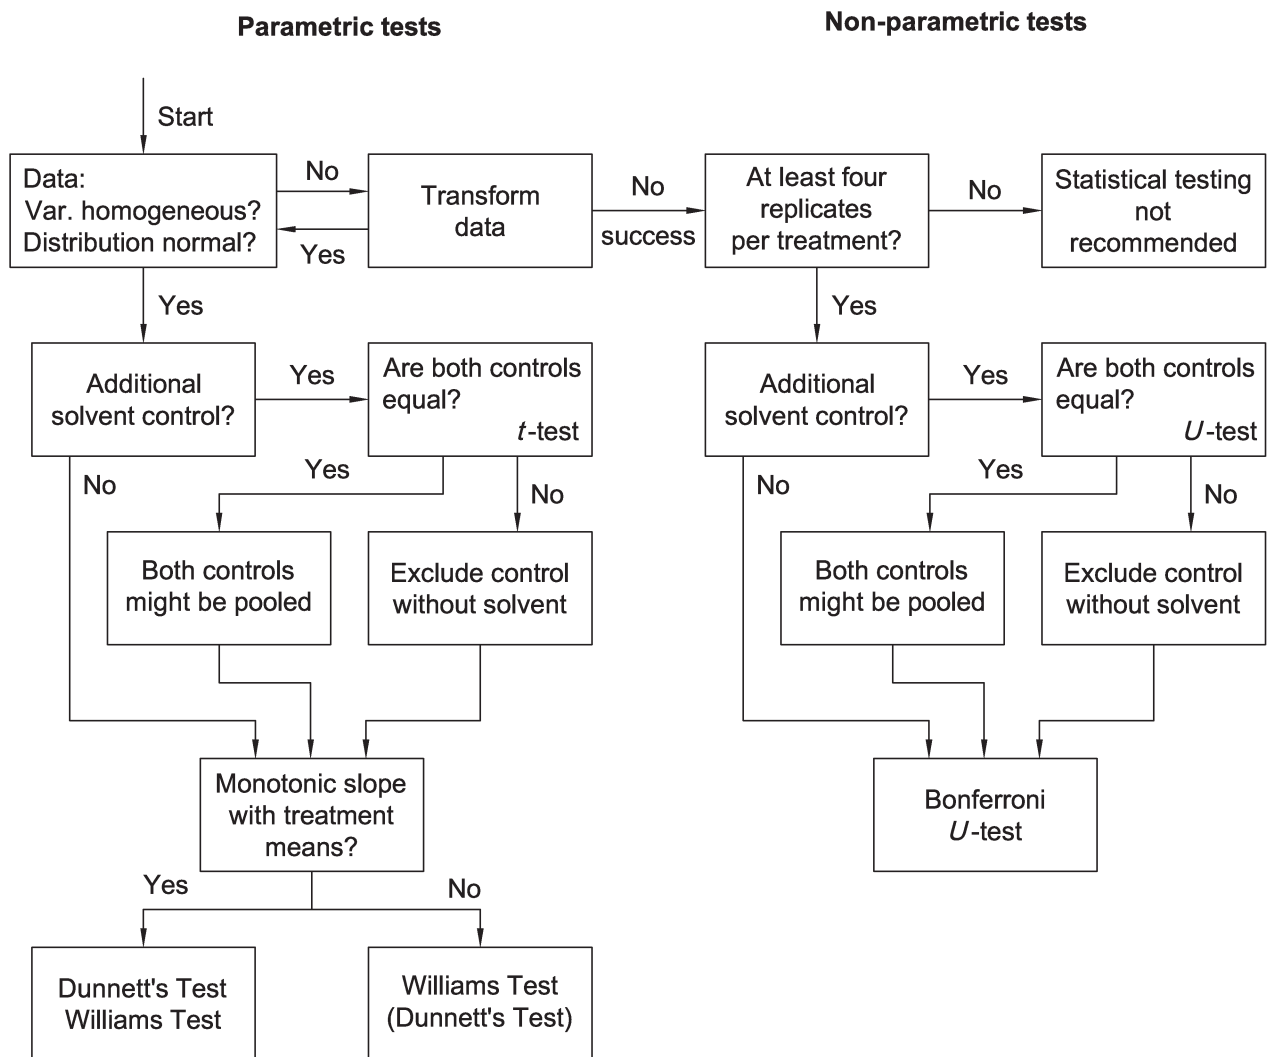 Parametric tests
Non-parametric tests
Start
Data:
Var. homogeneous?
Distribution normal?
No
Yes
Transform
data
No
success
At least four
replicates
per treatment?
No
Statistical testing
not
recommended
Yes
Yes
Additional
solvent control?
Yes
Are both controls
equal?
t-test
Additional
solvent control?
Yes
Are both controls
equal?
U-test
No
Yes
No
No
Yes
No
Both controls
might be pooled
Exclude control
without solvent
Both controls
might be pooled
Exclude control
without solvent
Monotonic slope
with treatment
means?
Bonferroni
U-test
Yes
No
Dunnett's Test
Williams Test
Williams Test
(Dunnett's Test)